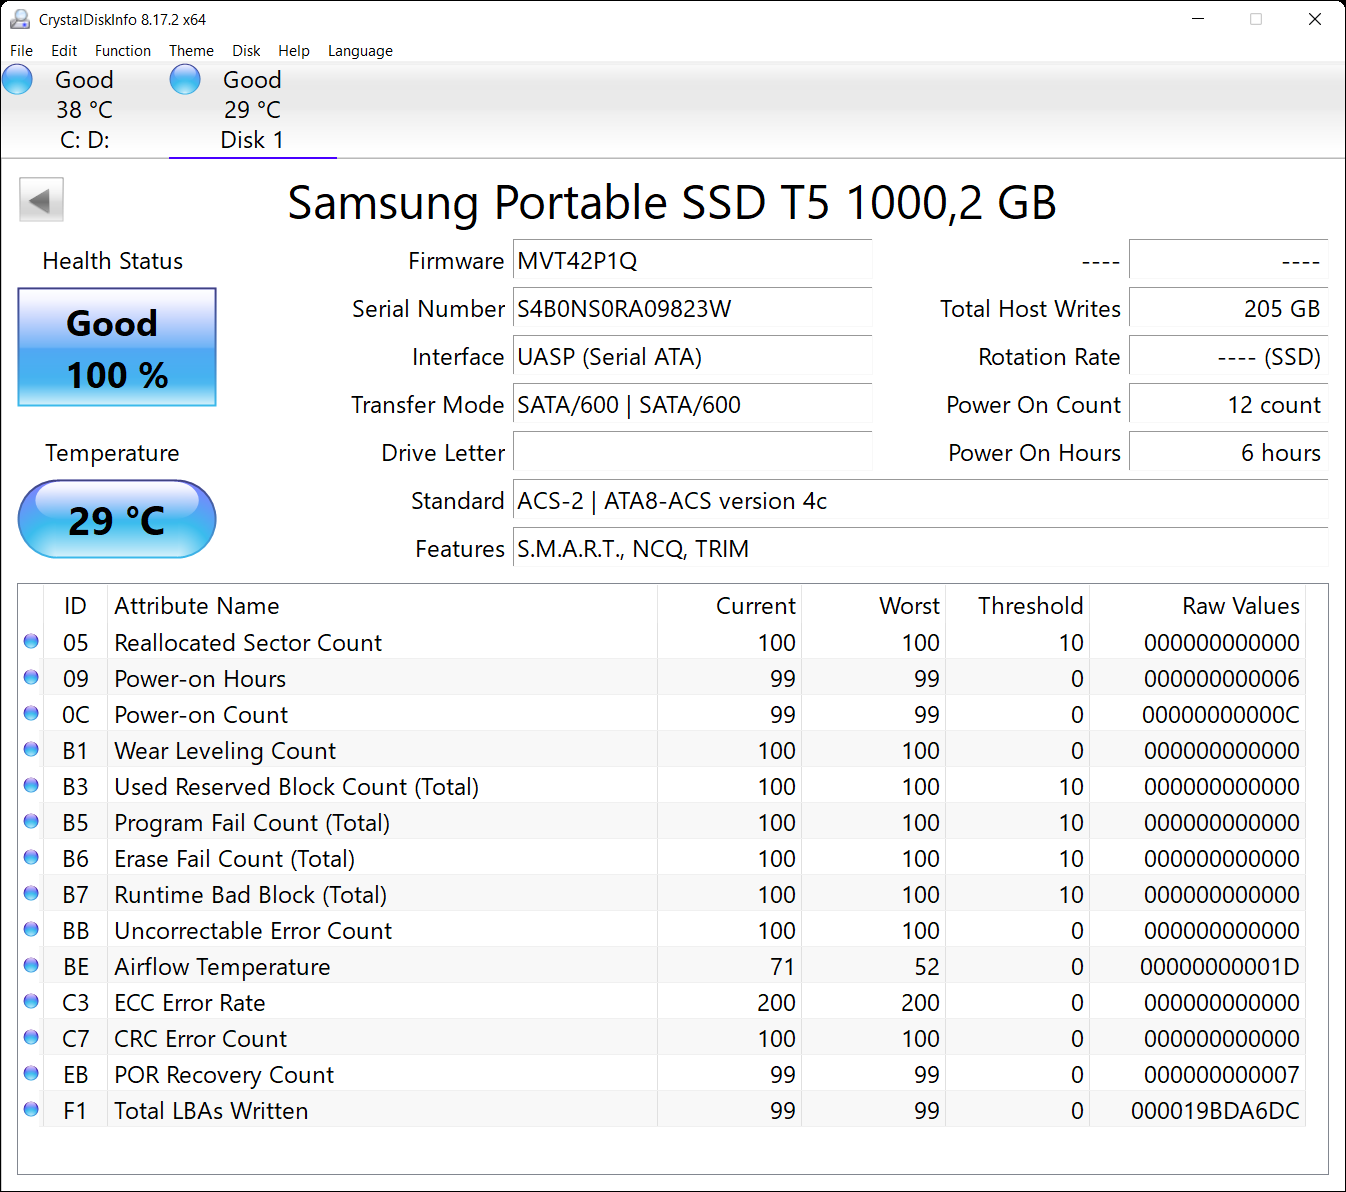 CrystalDiskInfo 8.17.2 x64
File Edit Function Theme Disk Help Language
Good Good
38 °C 29 °C
C: D: Disk 1
Samsung Portable SSD T5 1000,2 GB
Health Status
Good
100 %
Temperature
29 °C
Firmware MVT42P1Q ---- ----
Serial Number S4B0NS0RA09823W Total Host Writes 205 GB
Interface UASP (Serial ATA) Rotation Rate ---- (SSD)
Transfer Mode SATA/600 | SATA/600 Power On Count 12 count
Drive Letter Power On Hours 6 hours
Standard ACS-2 | ATA8-ACS version 4c
Features S.M.A.R.T., NCQ, TRIM
ID Attribute Name Current Worst Threshold Raw Values
05 Reallocated Sector Count 100 100 10 000000000000
09 Power-on Hours 99 99 0 000000000006
0C Power-on Count 99 99 0 00000000000C
B1 Wear Leveling Count 100 100 0 000000000000
B3 Used Reserved Block Count (Total) 100 100 10 000000000000
B5 Program Fail Count (Total) 100 100 10 000000000000
B6 Erase Fail Count (Total) 100 100 10 000000000000
B7 Runtime Bad Block (Total) 100 100 10 000000000000
BB Uncorrectable Error Count 100 100 0 000000000000
BE Airflow Temperature 71 52 0 00000000001D
C3 ECC Error Rate 200 200 0 000000000000
C7 CRC Error Count 100 100 0 000000000000
EB POR Recovery Count 99 99 0 000000000007
F1 Total LBAs Written 99 99 0 000019BDA6DC